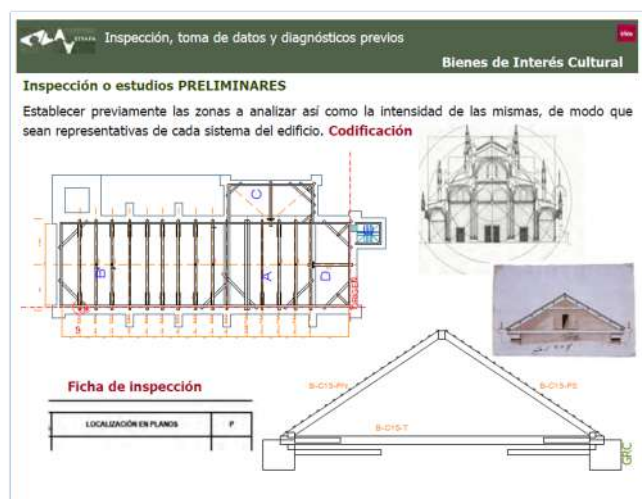 Inspección, toma de datos y diagnósticos previos
Bienes de Interés Cultural
Inspección o estudios PRELIMINARES
Establecer previamente las zonas a analizar así como la intensidad de las mismas, de modo que
sean representativas de cada sistema del edificio. Codificación
C
B
A
D
ORIGEN
Ficha de inspección
LOCALIZACIÓN EN PLANOS
P
B-C15-PN
B-C15-PS
B-C15-T
GRC